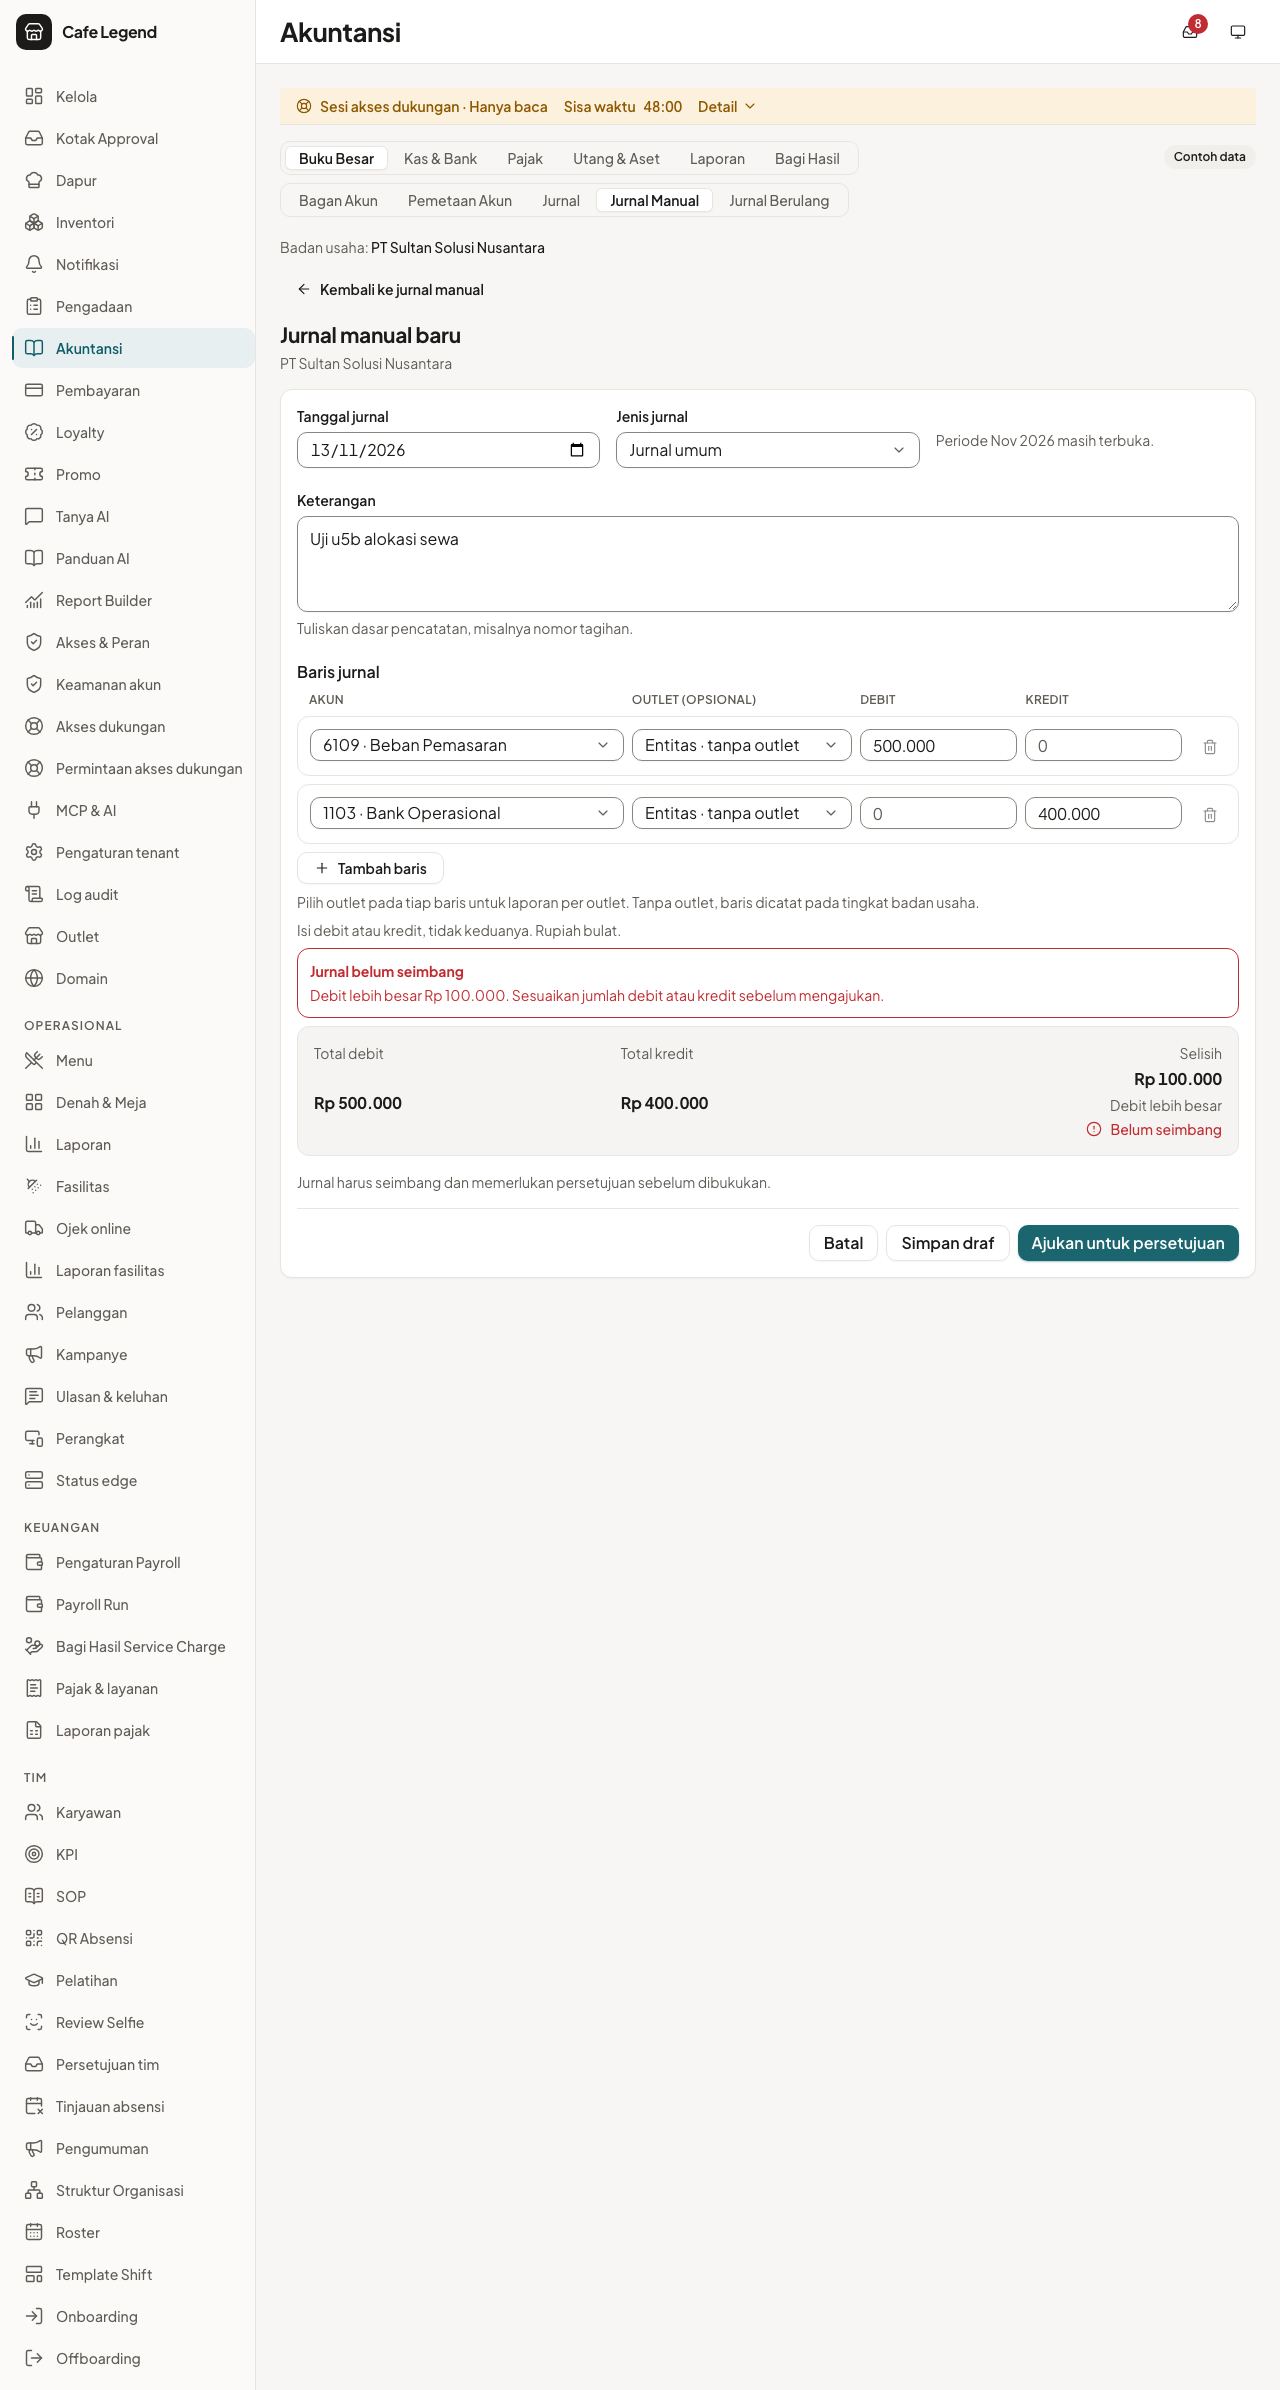 Cafe Legend
Kelola
Kotak Approval
Dapur
Inventori
Notifikasi
Pengadaan
Akuntansi
Pembayaran
Loyalty
Promo
Tanya AI
Panduan AI
Report Builder
Akses & Peran
Keamanan akun
Akses dukungan
Permintaan akses dukungan
MCP & AI
Pengaturan tenant
Log audit
Outlet
Domain
OPERASIONAL
Menu
Denah & Meja
Laporan
Fasilitas
Ojek online
Laporan fasilitas
Pelanggan
Kampanye
Ulasan & keluhan
Perangkat
Status edge
KEUANGAN
Pengaturan Payroll
Payroll Run
Bagi Hasil Service Charge
Pajak & layanan
Laporan pajak
TIM
Karyawan
KPI
SOP
QR Absensi
Pelatihan
Review Selfie
Persetujuan tim
Tinjauan absensi
Pengumuman
Struktur Organisasi
Roster
Template Shift
Onboarding
Offboarding
Akuntansi
8
Sesi akses dukungan · Hanya baca Sisa waktu 48:00 Detail
Buku Besar Kas & Bank Pajak Utang & Aset Laporan Bagi Hasil
Contoh data
Bagan Akun Pemetaan Akun Jurnal Jurnal Manual Jurnal Berulang
Badan usaha: PT Sultan Solusi Nusantara
Kembali ke jurnal manual
Jurnal manual baru
PT Sultan Solusi Nusantara
Tanggal jurnal Jenis jurnal
13/11/2026 Jurnal umum Periode Nov 2026 masih terbuka.
Keterangan
Uji u5b alokasi sewa
Tuliskan dasar pencatatan, misalnya nomor tagihan.
Baris jurnal
AKUN OUTLET (OPSIONAL) DEBIT KREDIT
6109 · Beban Pemasaran Entitas · tanpa outlet 500.000 0
1103 · Bank Operasional Entitas · tanpa outlet 0 400.000
Tambah baris
Pilih outlet pada tiap baris untuk laporan per outlet. Tanpa outlet, baris dicatat pada tingkat badan usaha.
Isi debit atau kredit, tidak keduanya. Rupiah bulat.
Jurnal belum seimbang
Debit lebih besar Rp 100.000. Sesuaikan jumlah debit atau kredit sebelum mengajukan.
Total debit Total kredit Selisih
Rp 100.000
Rp 500.000 Rp 400.000 Debit lebih besar
Belum seimbang
Jurnal harus seimbang dan memerlukan persetujuan sebelum dibukukan.
Batal Simpan draf Ajukan untuk persetujuan